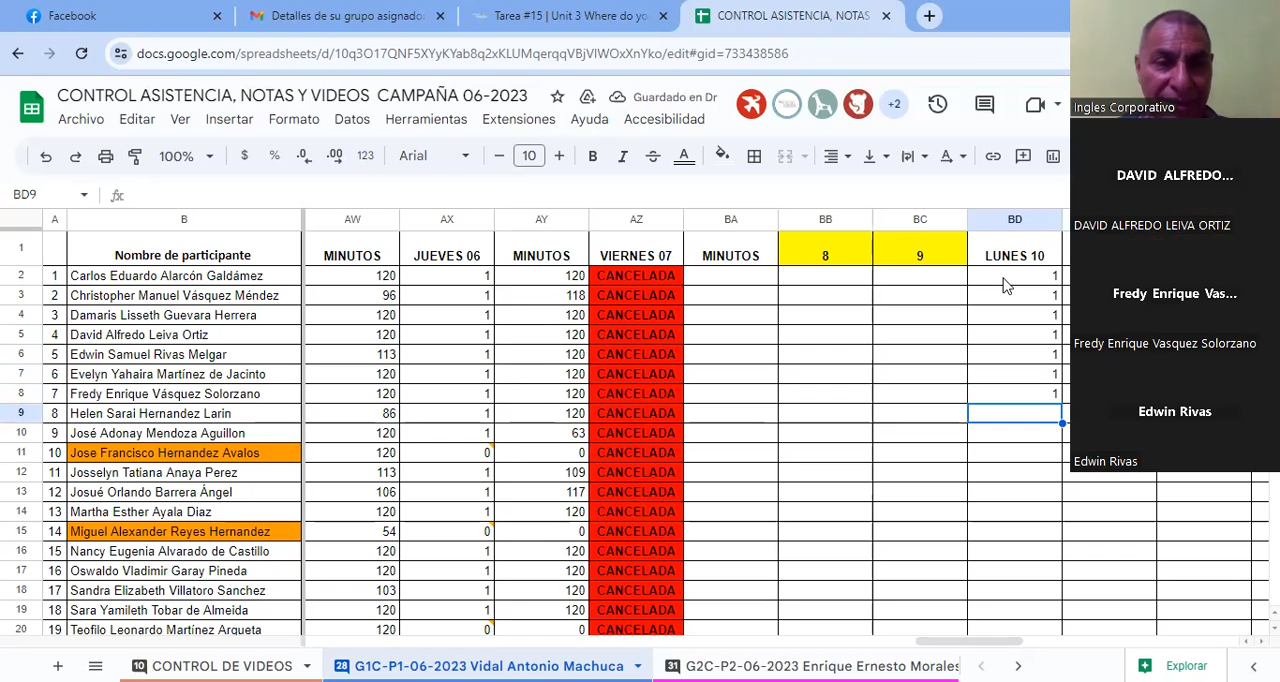 Facebook
Detalles de su grupo asignado
Tarea #15 | Unit 3 Where do yo
CONTROL ASISTENCIA, NOTAS
docs.google.com/spreadsheets/d/10q3O17QNF5XYyKYab8q2xKLUMqerqqVBjVIWOxXnYko/edit#gid=733438586
CONTROL ASISTENCIA, NOTAS Y VIDEOS CAMPAÑA 06-2023
Guardado en Dr
+2
Archivo Editar Ver Insertar Formato Datos Herramientas Extensiones Ayuda Accesibilidad
100% $ % .0 .00 123 Arial - 10 + B I A
BD9 fx
A B AW AX AY AZ BA BB BC BD
1 Nombre de participante MINUTOS JUEVES 06 MINUTOS VIERNES 07 MINUTOS 8 9 LUNES 10
2 1 Carlos Eduardo Alarcón Galdámez 120 1 120 CANCELADA 1
3 2 Christopher Manuel Vásquez Méndez 96 1 118 CANCELADA 1
4 3 Damaris Lisseth Guevara Herrera 120 1 120 CANCELADA 1
5 4 David Alfredo Leiva Ortiz 120 1 120 CANCELADA 1
6 5 Edwin Samuel Rivas Melgar 113 1 120 CANCELADA 1
7 6 Evelyn Yahaira Martínez de Jacinto 120 1 120 CANCELADA 1
8 7 Fredy Enrique Vásquez Solorzano 120 1 120 CANCELADA 1
9 8 Helen Sarai Hernandez Larin 86 1 120 CANCELADA
10 9 José Adonay Mendoza Aguillon 120 1 63 CANCELADA
11 10 Jose Francisco Hernandez Avalos 120 0 0 CANCELADA
12 11 Josselyn Tatiana Anaya Perez 113 1 109 CANCELADA
13 12 Josué Orlando Barrera Ángel 106 1 117 CANCELADA
14 13 Martha Esther Ayala Diaz 120 1 120 CANCELADA
15 14 Miguel Alexander Reyes Hernandez 54 0 0 CANCELADA
16 15 Nancy Eugenia Alvarado de Castillo 120 1 120 CANCELADA
17 16 Oswaldo Vladimir Garay Pineda 120 1 120 CANCELADA
18 17 Sandra Elizabeth Villatoro Sanchez 103 1 120 CANCELADA
19 18 Sara Yamileth Tobar de Almeida 120 1 120 CANCELADA
20 19 Teofilo Leonardo Martínez Argueta 120 0 0 CANCELADA
10 CONTROL DE VIDEOS 28 G1C-P1-06-2023 Vidal Antonio Machuca 31 G2C-P2-06-2023 Enrique Ernesto Morales Explorar
Ingles Corporativo
DAVID ALFREDO...
DAVID ALFREDO LEIVA ORTIZ
Fredy Enrique Vas...
Fredy Enrique Vasquez Solorzano
Edwin Rivas
Edwin Rivas